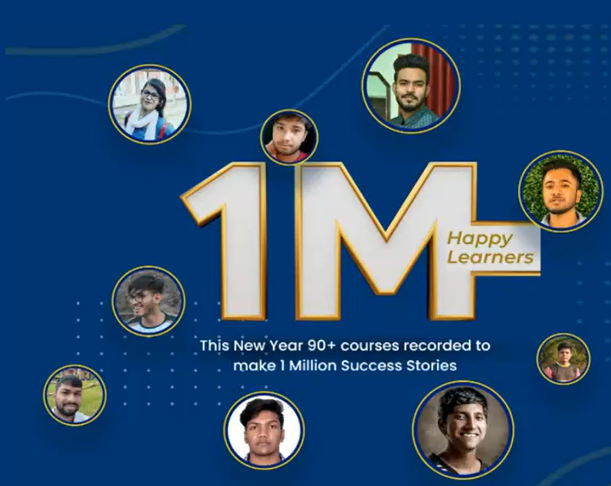 1M+
Happy
Learners
This New Year 90+ courses recorded to
make 1 Million Success Stories